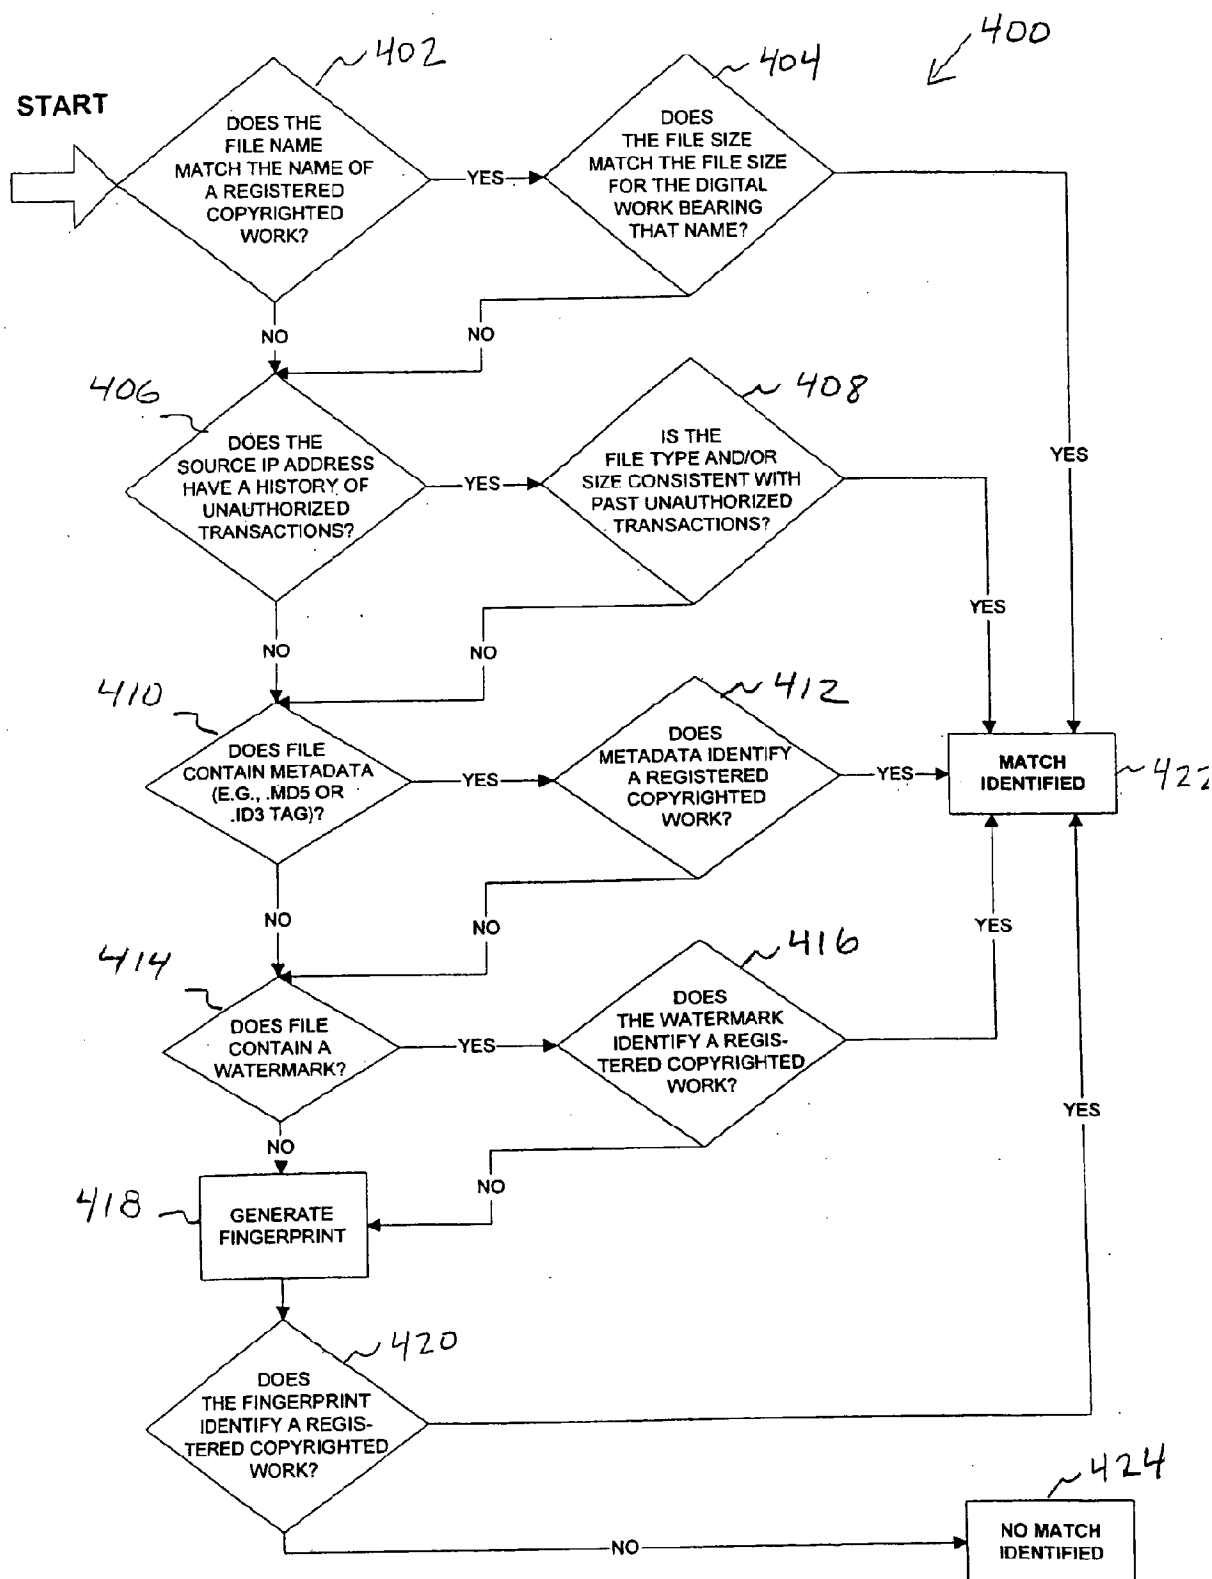 400
402
404
START
DOES THE
FILE NAME
MATCH THE NAME OF
A REGISTERED
COPYRIGHTED
WORK?
YES
DOES
THE FILE SIZE
MATCH THE FILE SIZE
FOR THE DIGITAL
WORK BEARING
THAT NAME?
NO
NO
YES
406
408
DOES THE
SOURCE IP ADDRESS
HAVE A HISTORY OF
UNAUTHORIZED
TRANSACTIONS?
YES
IS THE
FILE TYPE AND/OR
SIZE CONSISTENT WITH
PAST UNAUTHORIZED
TRANSACTIONS?
YES
NO
NO
410
412
DOES FILE
CONTAIN METADATA
(E.G., .MD5 OR
.ID3 TAG)?
YES
DOES
METADATA IDENTIFY
A REGISTERED
COPYRIGHTED
WORK?
YES
MATCH
IDENTIFIED
422
NO
NO
YES
414
416
DOES FILE
CONTAIN A
WATERMARK?
YES
DOES
THE WATERMARK
IDENTIFY A REGIS-
TERED COPYRIGHTED
WORK?
YES
NO
NO
418
GENERATE
FINGERPRINT
420
DOES
THE FINGERPRINT
IDENTIFY A REGIS-
TERED COPYRIGHTED
WORK?
424
NO
NO MATCH
IDENTIFIED